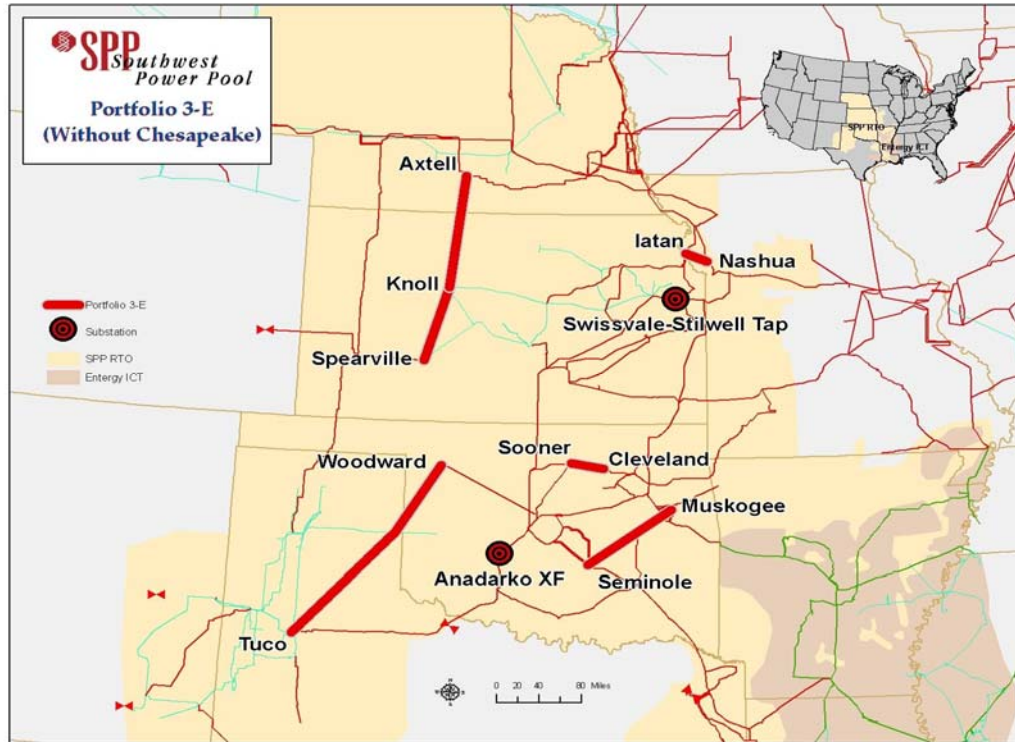 SPP Southwest
Power Pool
Portfolio 3-E
(Without Chesapeake)
SPP RTO
Entergy ICT
Axtell
Iatan
Nashua
Knoll
Swissvale-Stilwell Tap
Spearville
Portfolio 3-E
Substation
SPP RTO
Entergy ICT
Woodward
Sooner
Cleveland
Muskogee
Anadarko XF
Seminole
Tuco
0 20 40 80 Miles